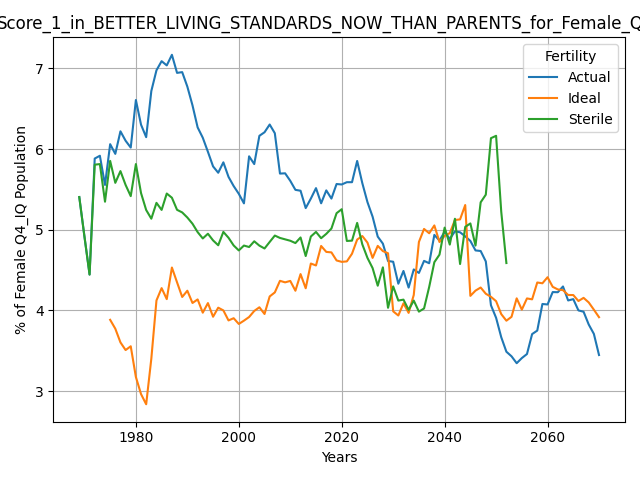 Score_1_in_BETTER_LIVING_STANDARDS_NOW_THAN_PARENTS_for_Female_Q
Fertility
Actual
Ideal
Sterile
% of Female Q4_IQ Population
7
6
5
4
3
1980 2000 2020 2040 2060
Years